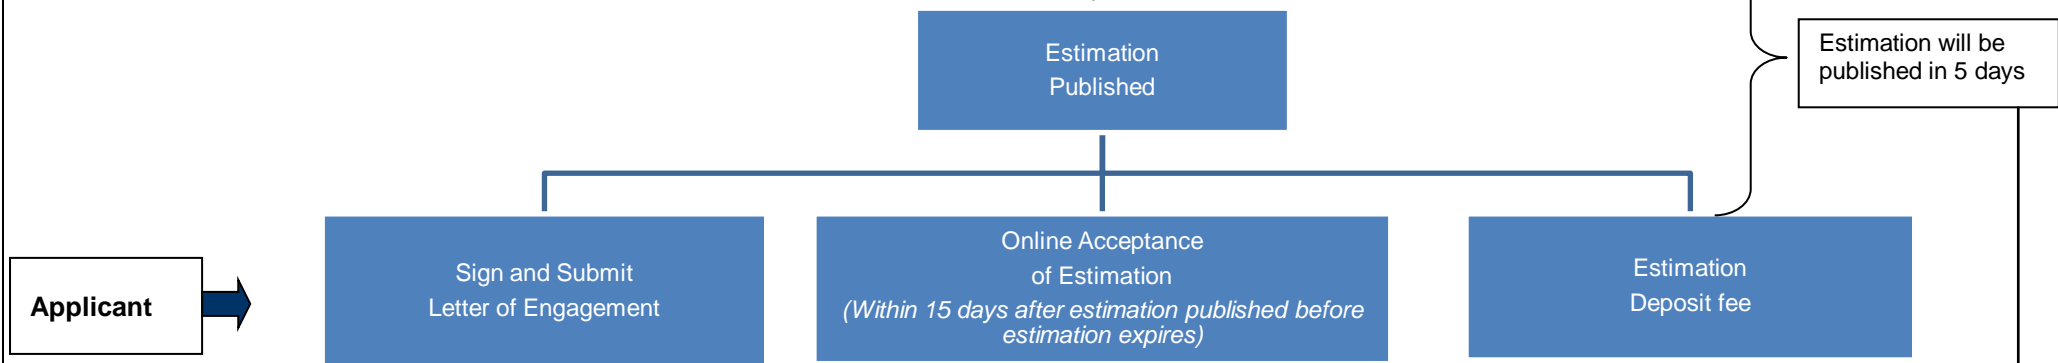 Estimation
Published
Estimation will be
published in 5 days
Applicant
Sign and Submit
Letter of Engagement
Online Acceptance
of Estimation
(Within 15 days after estimation published before
estimation expires)
Estimation
Deposit fee